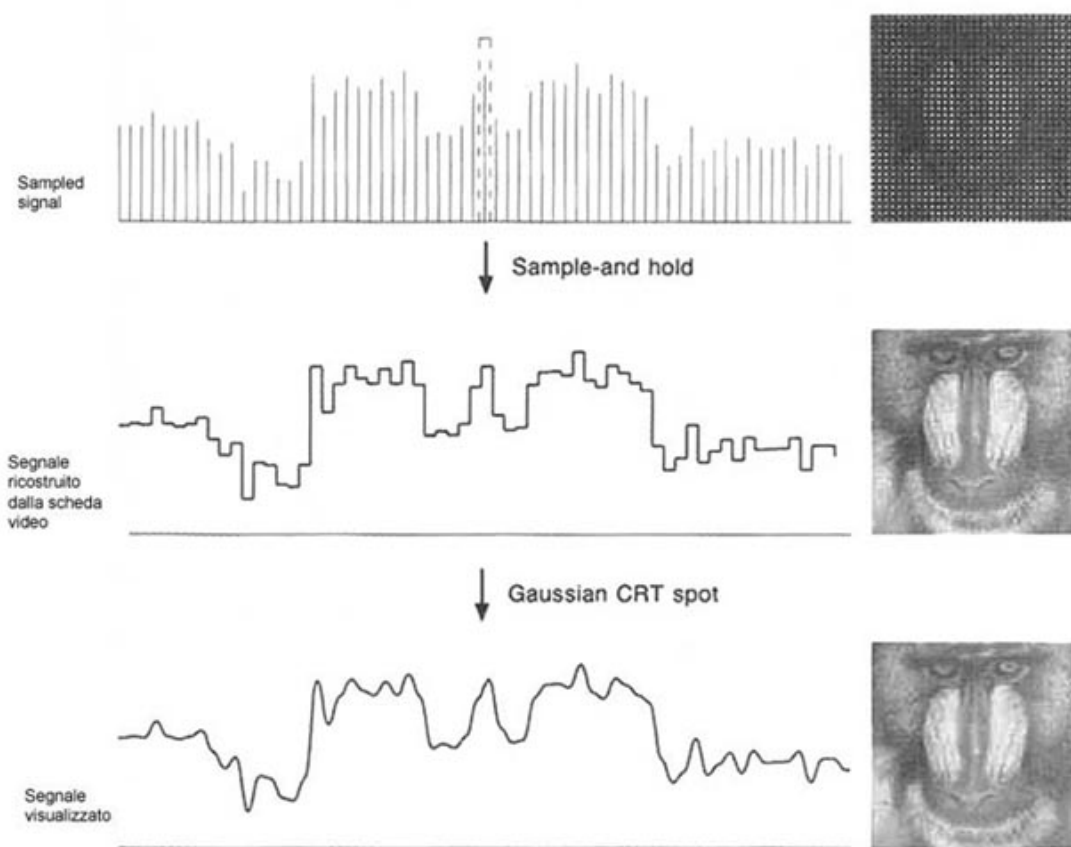 Sampled
signal
Sample-and hold
Segnale
ricostruito
dalla scheda
video
Gaussian CRT spot
Segnale
visualizzato